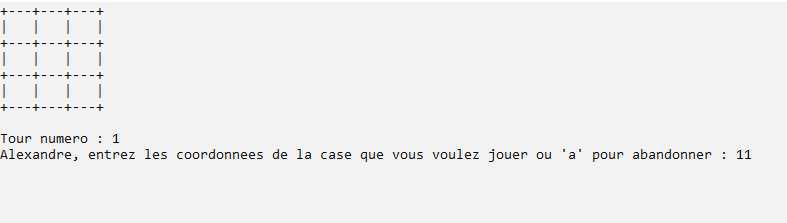 +---+---+---+
|   |   |   |
+---+---+---+
|   |   |   |
+---+---+---+
|   |   |   |
+---+---+---+
Tour numero : 1
Alexandre, entrez les coordonnees de la case que vous voulez jouer ou 'a' pour abandonner : 11